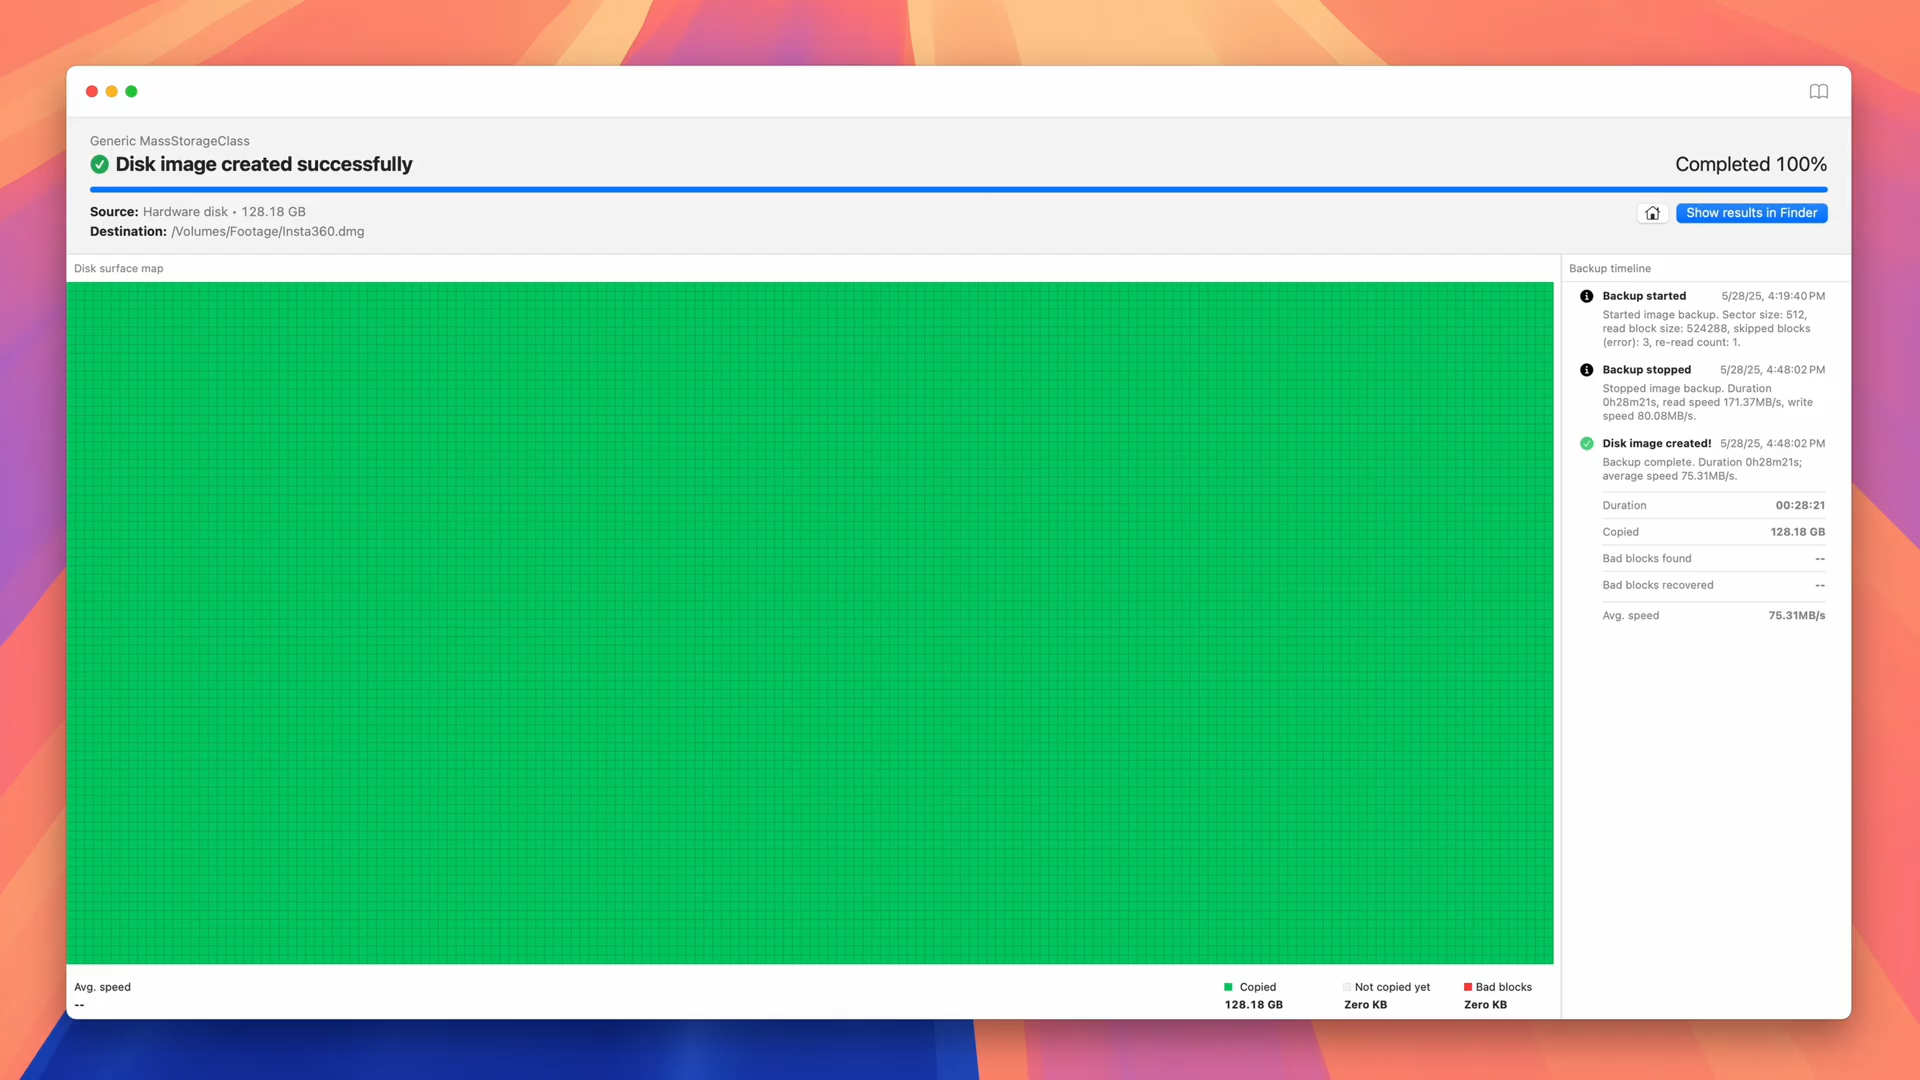 Generic MassStorageClass
Disk image created successfully
Completed 100%
Source: Hardware disk • 128.18 GB
Show results in Finder
Destination: /Volumes/Footage/Insta360.dmg
Disk surface map
Backup timeline
Backup started 5/28/25, 4:19:40 PM
Started image backup. Sector size: 512,
read block size: 524288, skipped blocks
(error): 3, re-read count: 1.
Backup stopped 5/28/25, 4:48:02 PM
Stopped image backup. Duration
0h28m21s, read speed 171.37MB/s, write
speed 80.08MB/s.
Disk image created! 5/28/25, 4:48:02 PM
Backup complete. Duration 0h28m21s;
average speed 75.31MB/s.
Duration 00:28:21
Copied 128.18 GB
Bad blocks found --
Bad blocks recovered --
Avg. speed 75.31MB/s
Avg. speed
--
Copied
128.18 GB
Not copied yet
Zero KB
Bad blocks
Zero KB